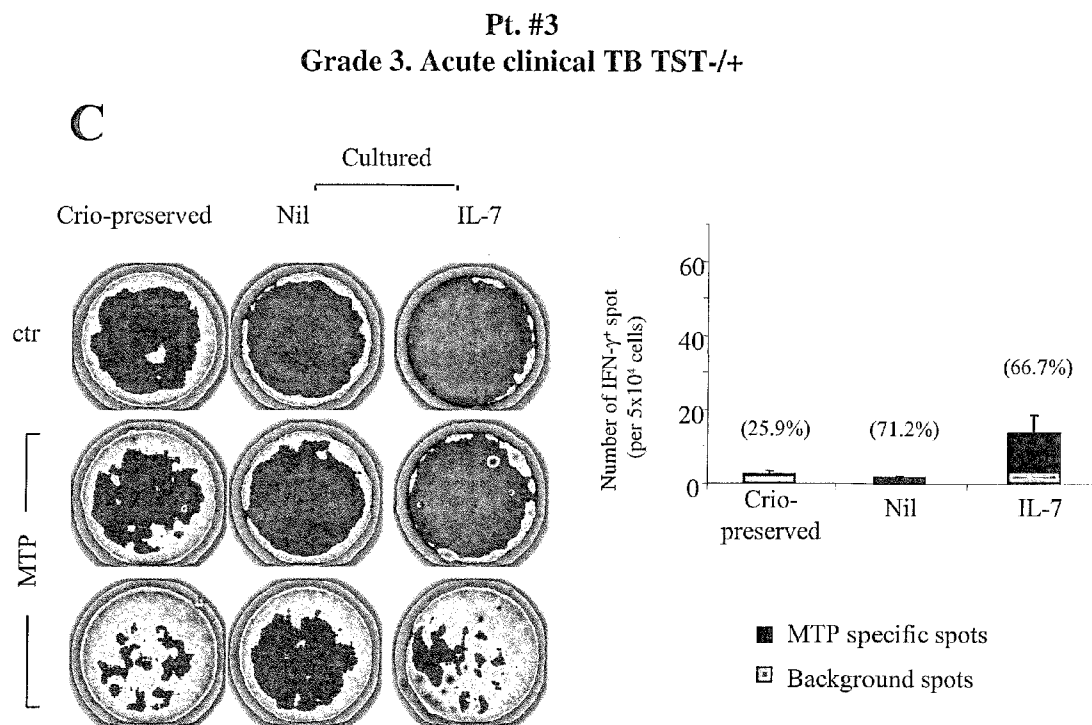 Pt. #3
Grade 3. Acute clinical TB TST-/+
C
Cultured
Crio-preserved Nil IL-7
ctr
MTP
Number of IFN-γ⁺ spot
(per 5x10⁴ cells)
60
40
20
0
(25.9%) (71.2%) (66.7%)
Crio-
preserved
Nil
IL-7
MTP specific spots
Background spots